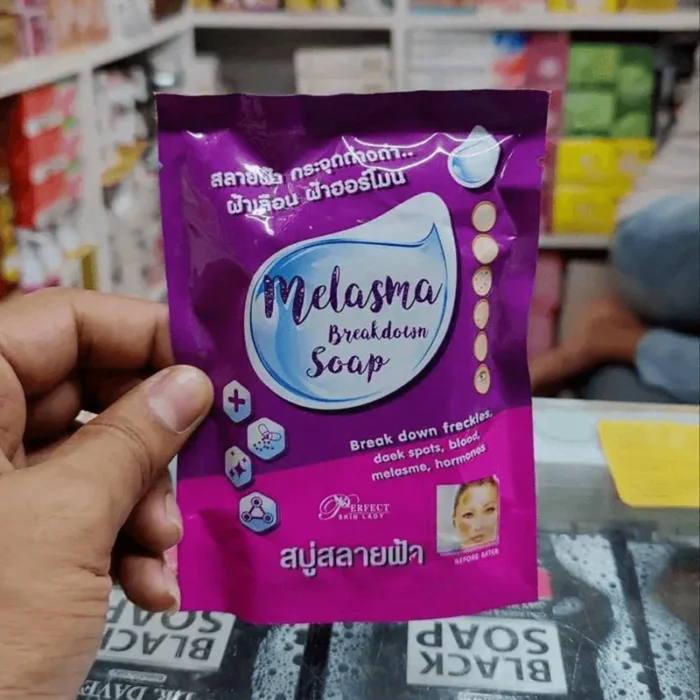 สลายฝ้า กระจุดด่างดำ..
ฝ้าเลือด ฝ้าฮอร์โมน
Melasma
Breakdown
Soap
Break down freckles,
daek spots, blood,
melasme, hormones
PERFECT
SKIN LADY
BEFORE AFTER
สบู่สลายฝ้า
BLACK
SOAP
BLACK
SOAP
DR. DAVE